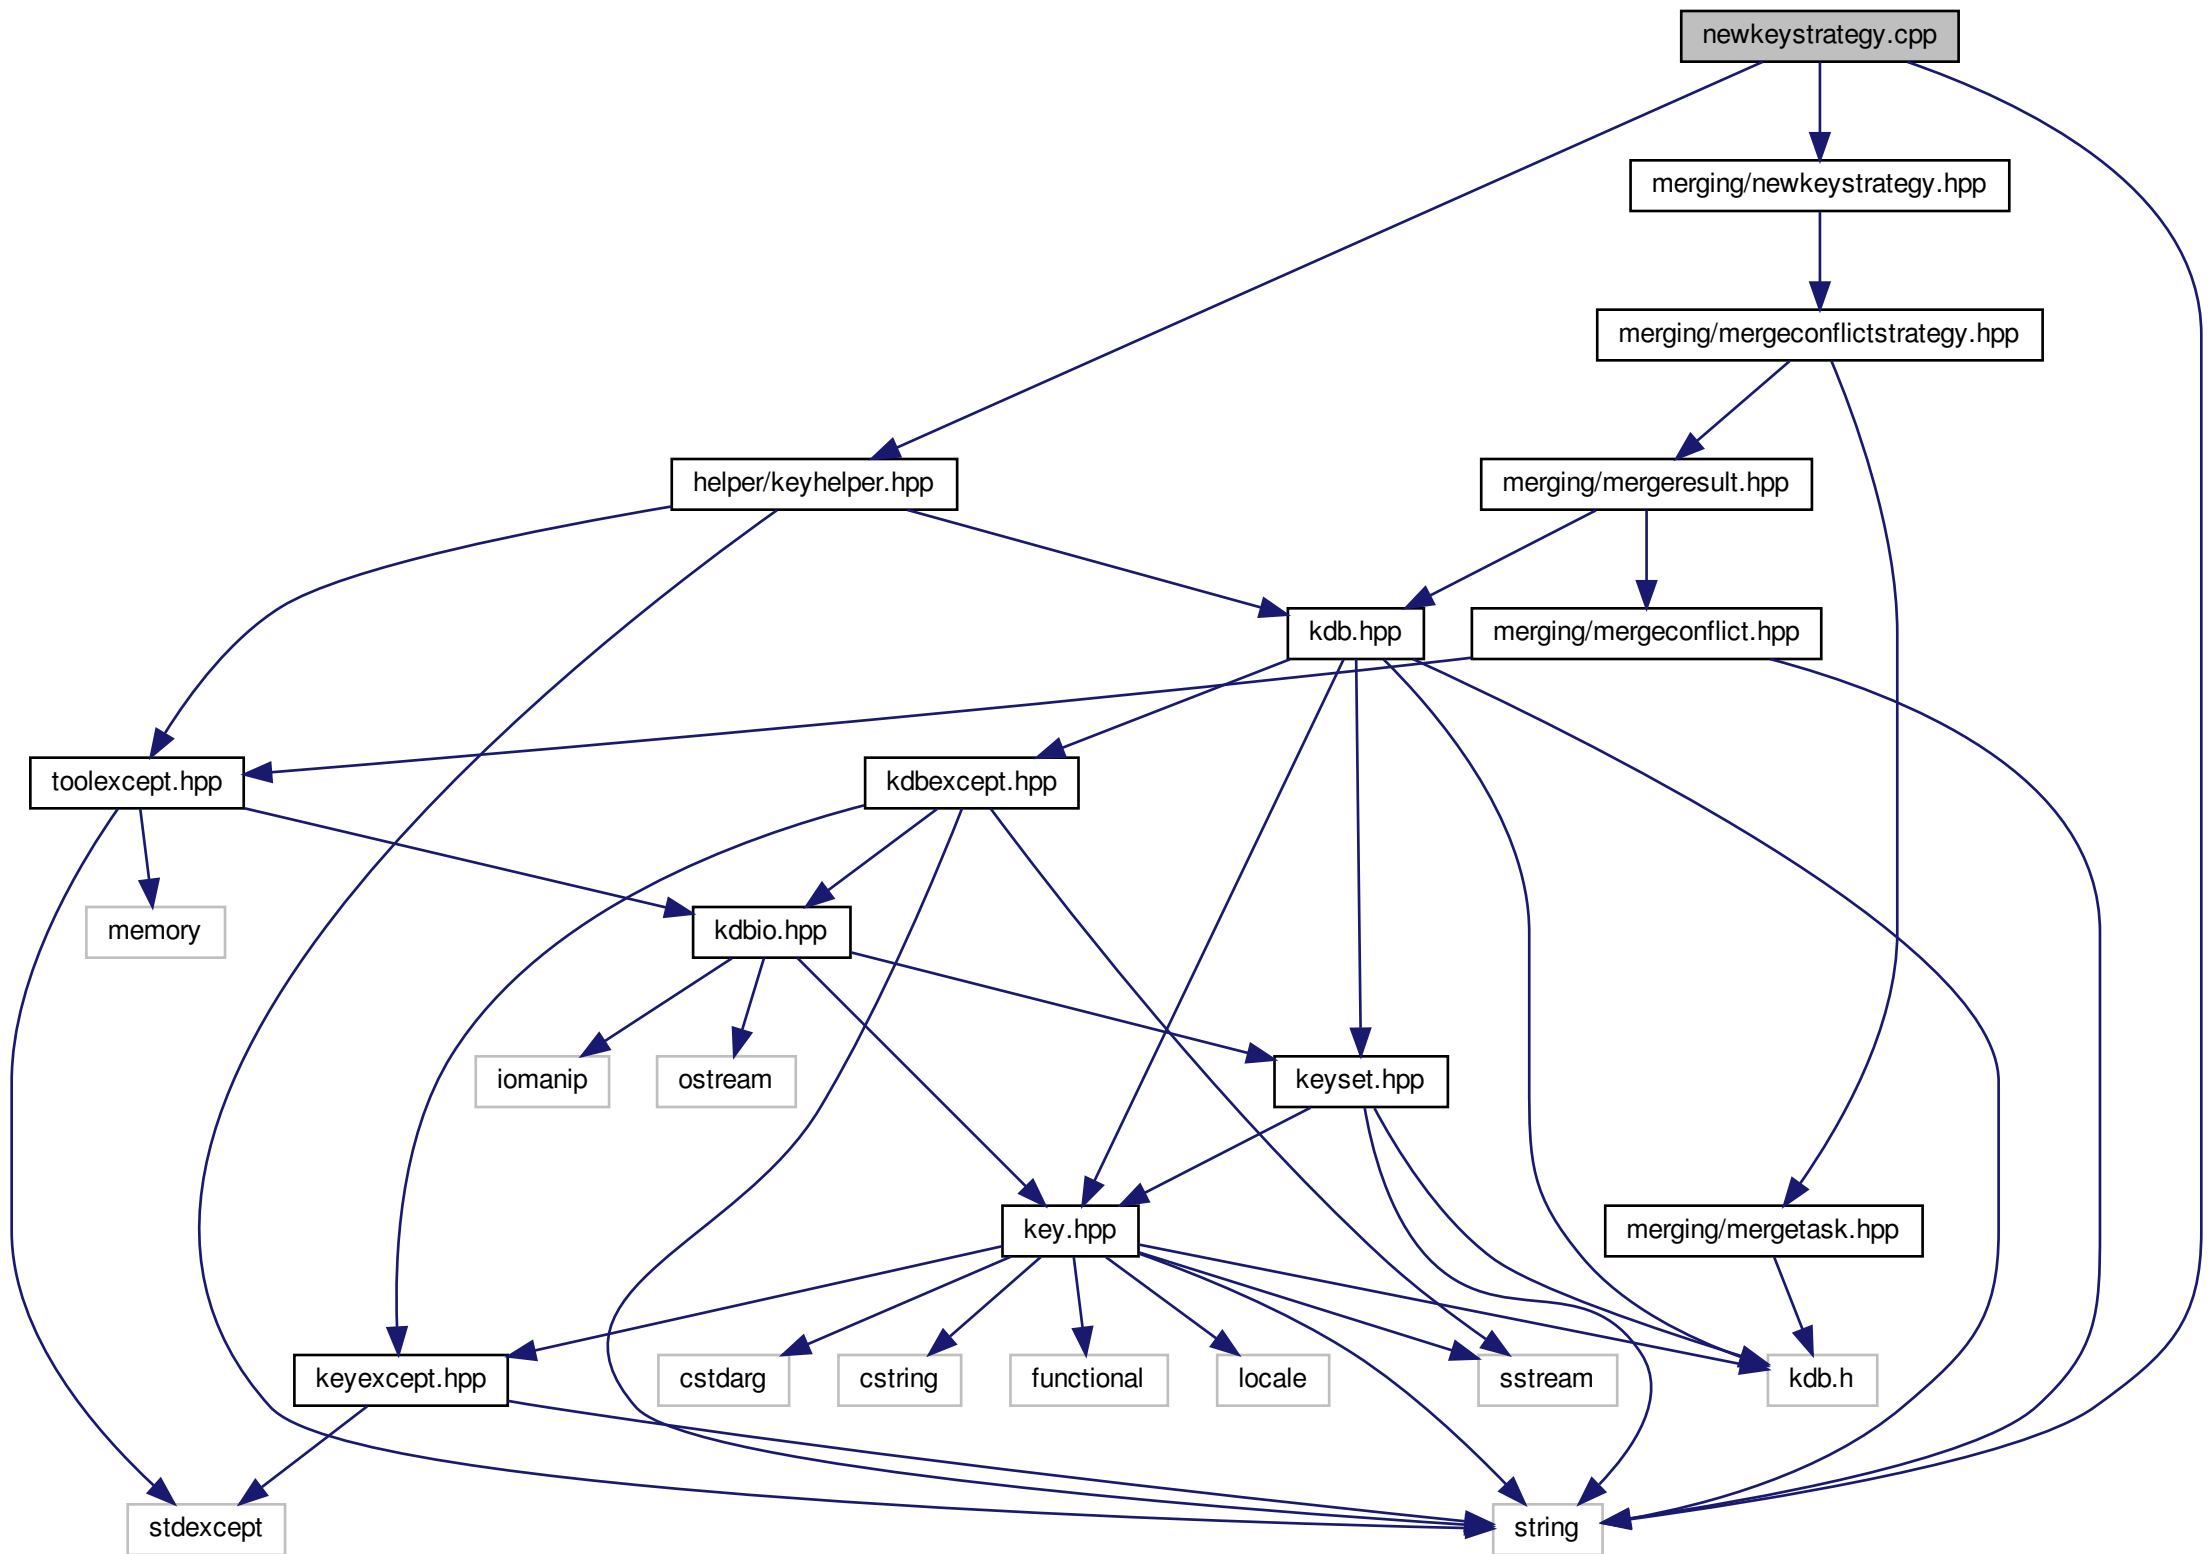 newkeystrategy.cpp
merging/newkeystrategy.hpp
merging/mergeconflictstrategy.hpp
helper/keyhelper.hpp
merging/mergeresult.hpp
kdb.hpp
merging/mergeconflict.hpp
toolexcept.hpp
kdbexcept.hpp
memory
kdbio.hpp
iomanip
ostream
keyset.hpp
key.hpp
merging/mergetask.hpp
keyexcept.hpp
cstdarg
cstring
functional
locale
sstream
kdb.h
stdexcept
string